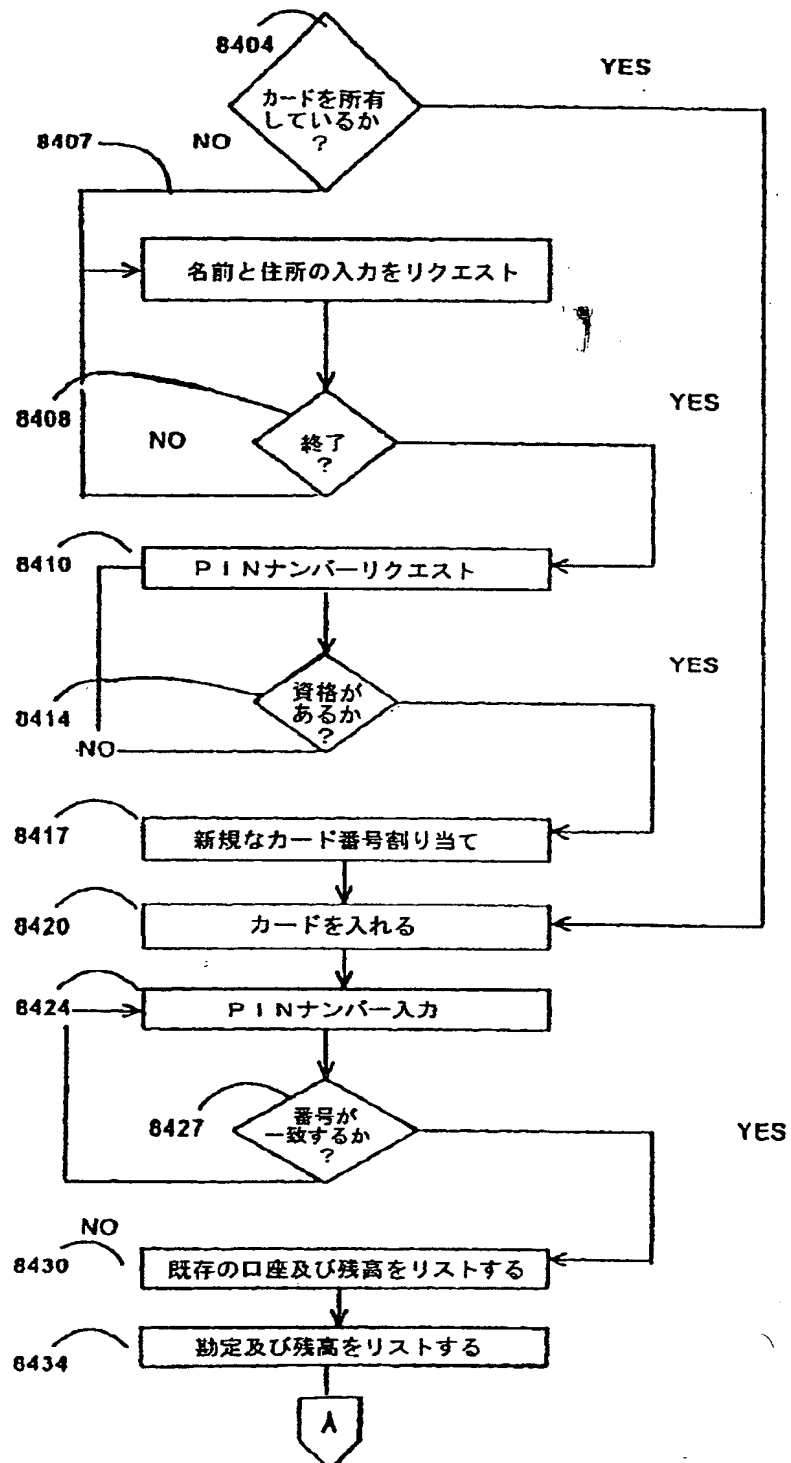 8404
YES
カードを所有
しているか
?
8407
NO
名前と住所の入力をリクエスト
8408
YES
NO
終了
?
8410
PINナンバーリクエスト
YES
8414
資格が
あるか
?
NO
8417
新規なカード番号割り当て
8420
カードを入れる
8424
PINナンバー入力
8427
番号が
一致するか
?
YES
NO
8430
既存の口座及び残高をリストする
8434
勘定及び残高をリストする
A